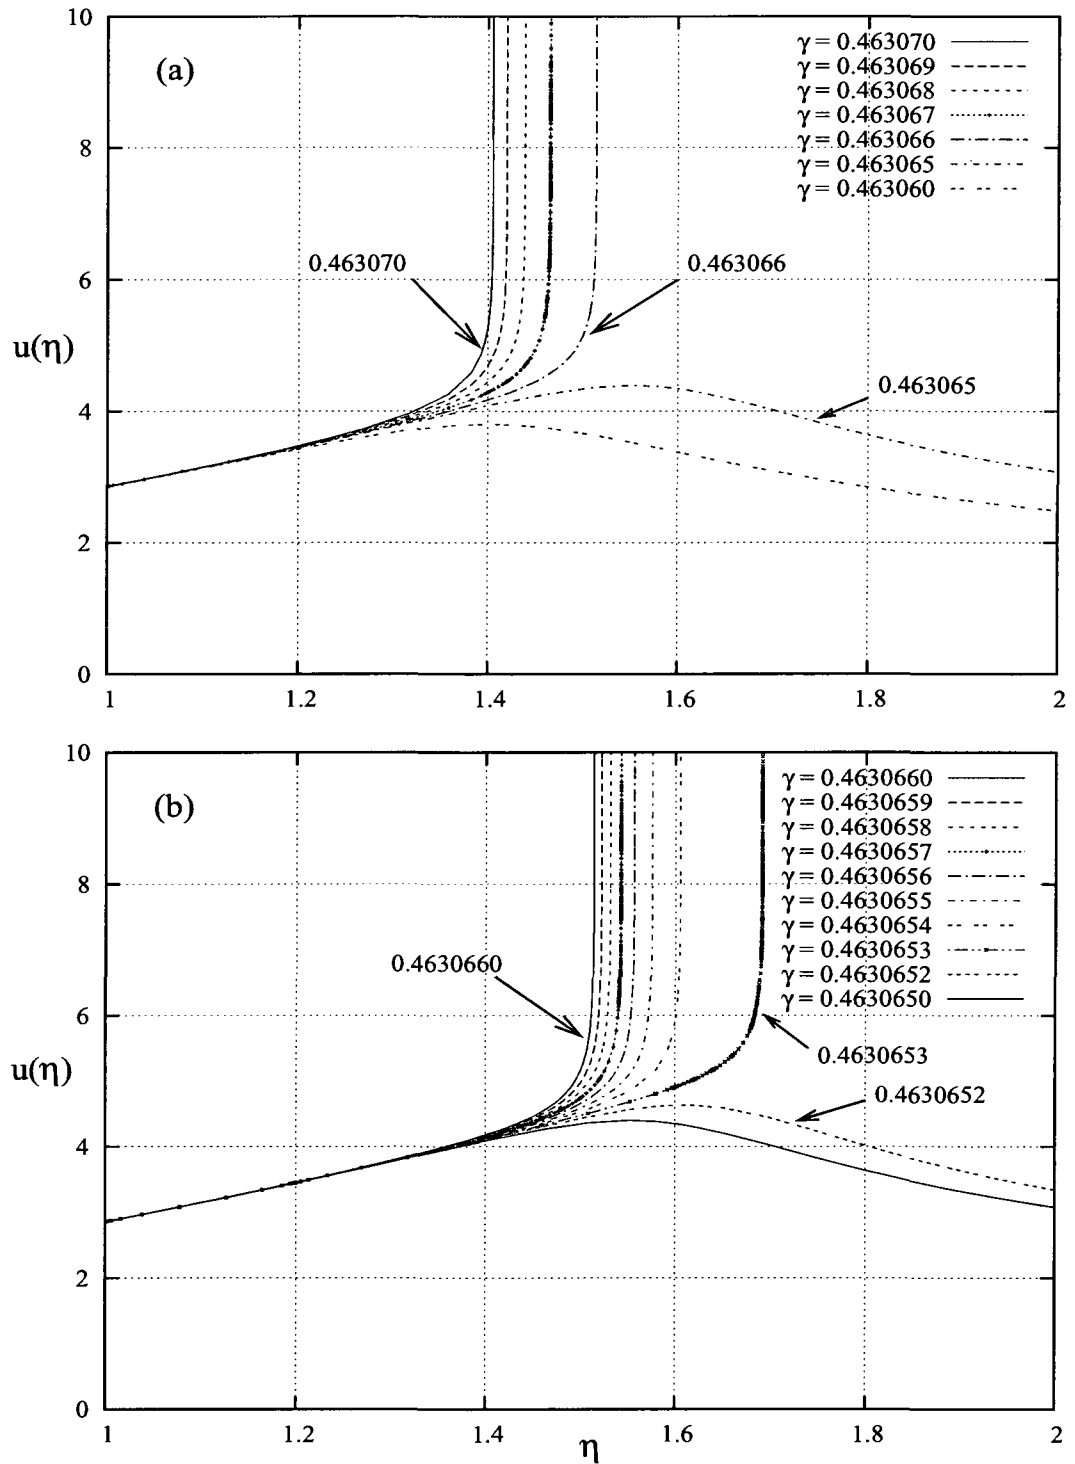 10
(a)
γ = 0.463070
γ = 0.463069
γ = 0.463068
γ = 0.463067
γ = 0.463066
γ = 0.463065
γ = 0.463060
8
6
0.463070
0.463066
u(η)
0.463065
4
2
0
1
1.2
1.4
1.6
1.8
2
10
(b)
γ = 0.4630660
γ = 0.4630659
γ = 0.4630658
γ = 0.4630657
γ = 0.4630656
γ = 0.4630655
γ = 0.4630654
γ = 0.4630653
γ = 0.4630652
γ = 0.4630650
8
0.4630660
6
0.4630653
u(η)
0.4630652
4
2
0
1
1.2
1.4
η
1.6
1.8
2